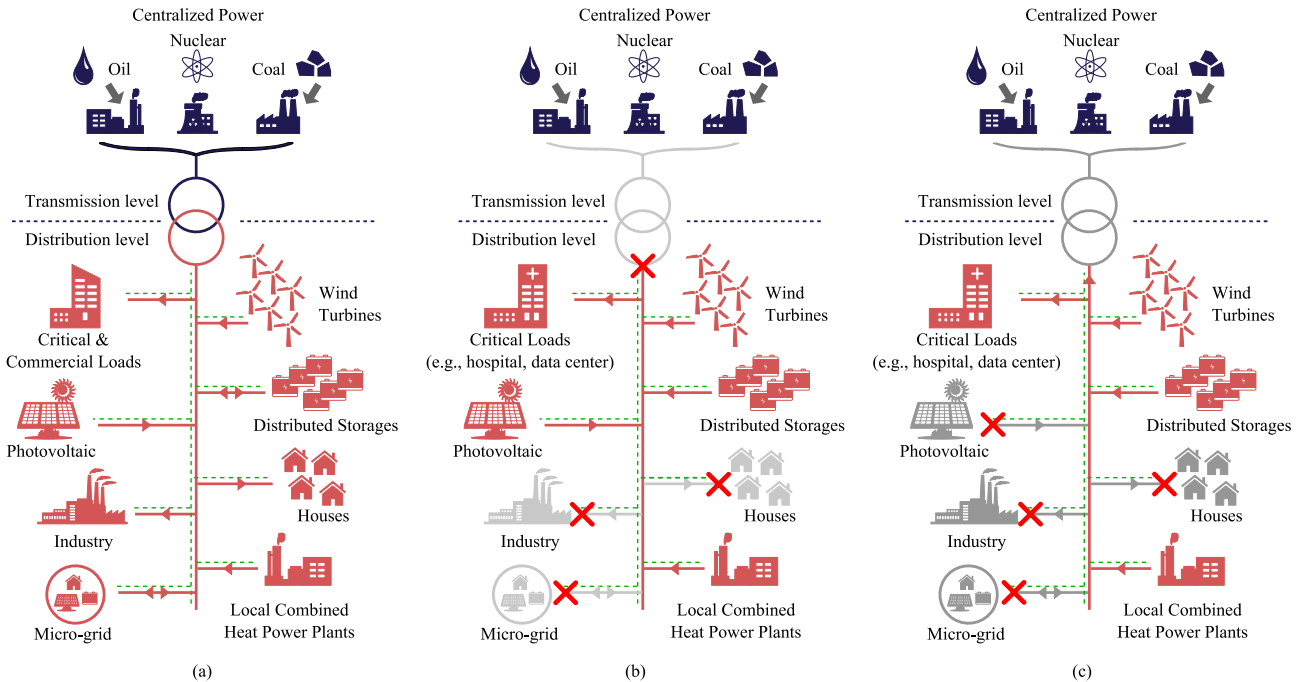 Centralized Power
Nuclear
Oil
Coal
Transmission level
Distribution level
Wind
Turbines
Critical &
Commercial Loads
Distributed Storages
Photovoltaic
Houses
Industry
Local Combined
Heat Power Plants
Micro-grid
(a)
Centralized Power
Nuclear
Oil
Coal
Transmission level
Distribution level
Wind
Turbines
Critical Loads
(e.g., hospital, data center)
Distributed Storages
Photovoltaic
Houses
Industry
Local Combined
Heat Power Plants
Micro-grid
(b)
Centralized Power
Nuclear
Oil
Coal
Transmission level
Distribution level
Wind
Turbines
Critical Loads
(e.g., hospital, data center)
Distributed Storages
Photovoltaic
Houses
Industry
Local Combined
Heat Power Plants
Micro-grid
(c)